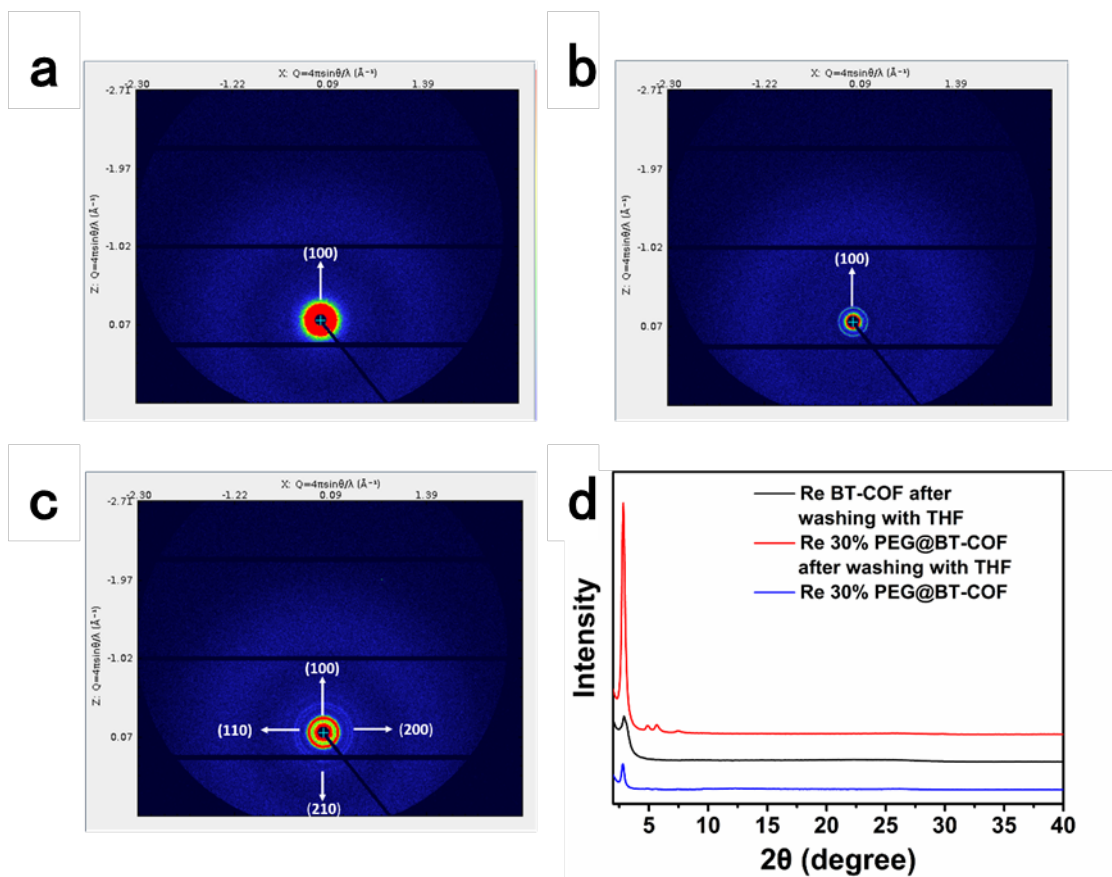 a
X: Q=4πsinθ/λ (Å⁻¹)
-2.30 -1.22 0.09 1.39
-2.71
-1.97
-1.02
0.07
Z: Q=4πsinθ/λ (Å⁻¹)
(100)
b
X: Q=4πsinθ/λ (Å⁻¹)
-2.30 -1.22 0.09 1.39
-2.71
-1.97
-1.02
0.07
Z: Q=4πsinθ/λ (Å⁻¹)
(100)
c
X: Q=4πsinθ/λ (Å⁻¹)
-2.30 -1.22 0.09 1.39
-2.71
-1.97
-1.02
0.07
Z: Q=4πsinθ/λ (Å⁻¹)
(100)
(110) (200)
(210)
d
Re BT-COF after
washing with THF
Re 30% PEG@BT-COF
after washing with THF
Re 30% PEG@BT-COF
Intensity
5 10 15 20 25 30 35 40
2θ (degree)